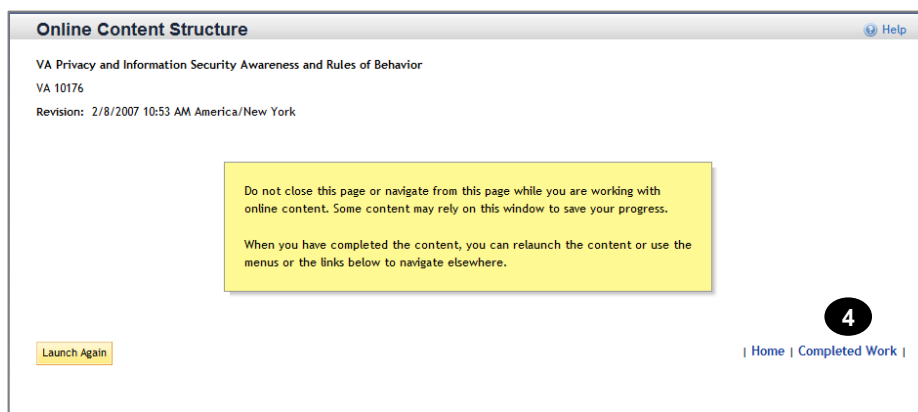 Online Content Structure
Help
VA Privacy and Information Security Awareness and Rules of Behavior
VA 10176
Revision: 2/8/2007 10:53 AM America/New York
Do not close this page or navigate from this page while you are working with
online content. Some content may rely on this window to save your progress.
When you have completed the content, you can relaunch the content or use the
menus or the links below to navigate elsewhere.
4
Launch Again
| Home | Completed Work |